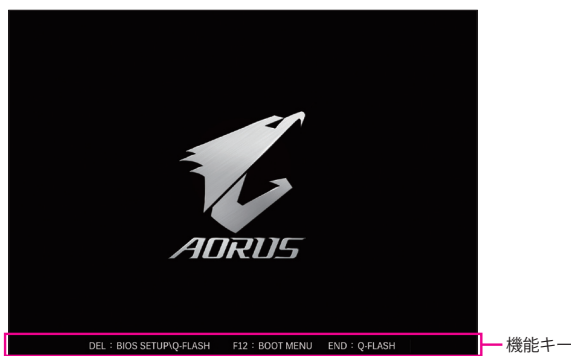 AORUS
DEL：BIOS SETUP\Q-FLASH F12：BOOT MENU END：Q-FLASH
機能キー